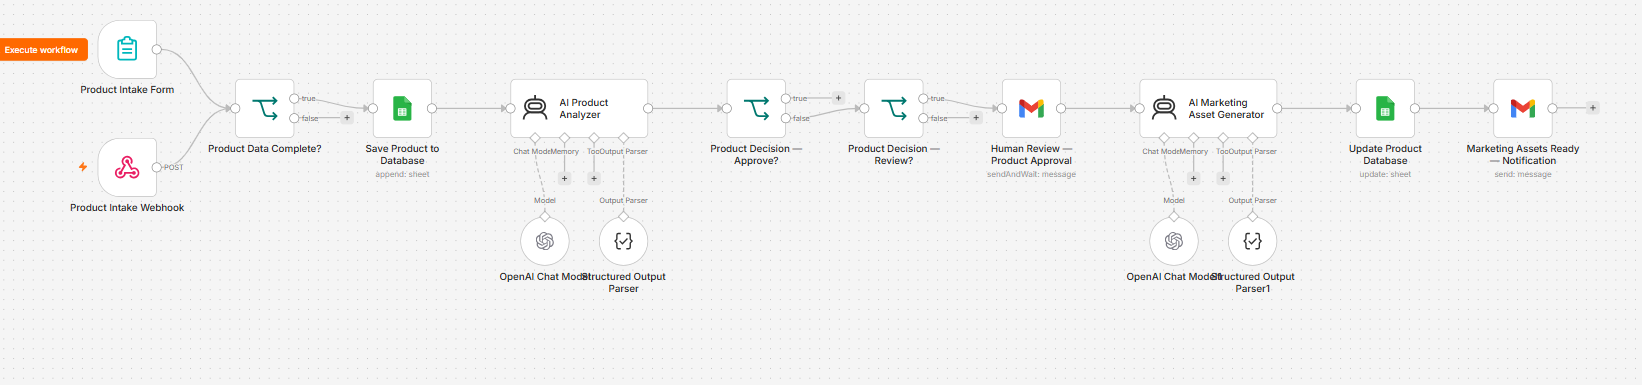 Execute workflow
Product Intake Form
POST
Product Intake Webhook
true
false
Product Data Complete?
Save Product to
Database
append: sheet
AI Product
Analyzer
Chat Model
Memory
Tool
Output Parser
Model
Output Parser
OpenAI Chat Model
Structured Output
Parser
true
false
Product Decision —
Approve?
true
false
Product Decision —
Review?
Human Review —
Product Approval
sendAndWait: message
AI Marketing
Asset Generator
Chat Model
Memory
Tool
Output Parser
Model
Output Parser
OpenAI Chat Model1
Structured Output
Parser1
Update Product
Database
update: sheet
Marketing Assets Ready
— Notification
send: message